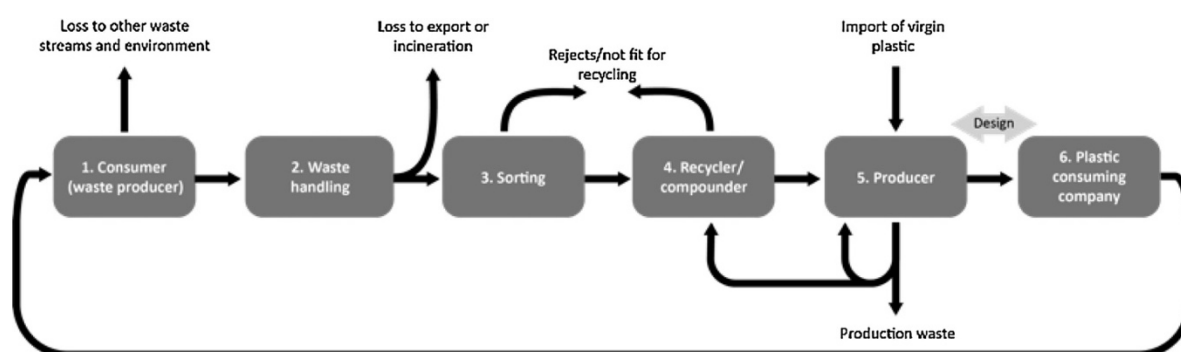 Loss to other waste
streams and environment
Loss to export or
incineration
Rejects/not fit for
recycling
Import of virgin
plastic
Design
1. Consumer
(waste producer)
2. Waste
handling
3. Sorting
4. Recycler/
compounder
5. Producer
6. Plastic
consuming
company
Production waste